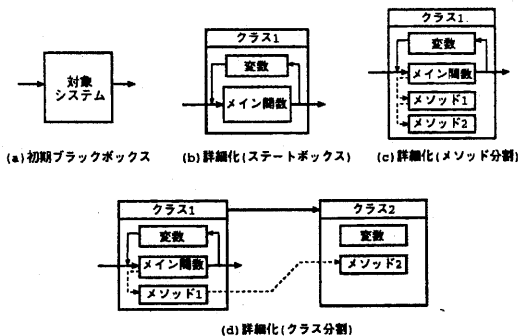 対象
システム
(a)初期ブラックボックス
クラス1
変数
メイン関数
(b)詳細化(ステートボックス)
クラス1
変数
メイン関数
メソッド1
メソッド2
(c)詳細化(メソッド分割)
クラス1
変数
メイン関数
メソッド1
クラス2
変数
メソッド2
(d)詳細化(クラス分割)